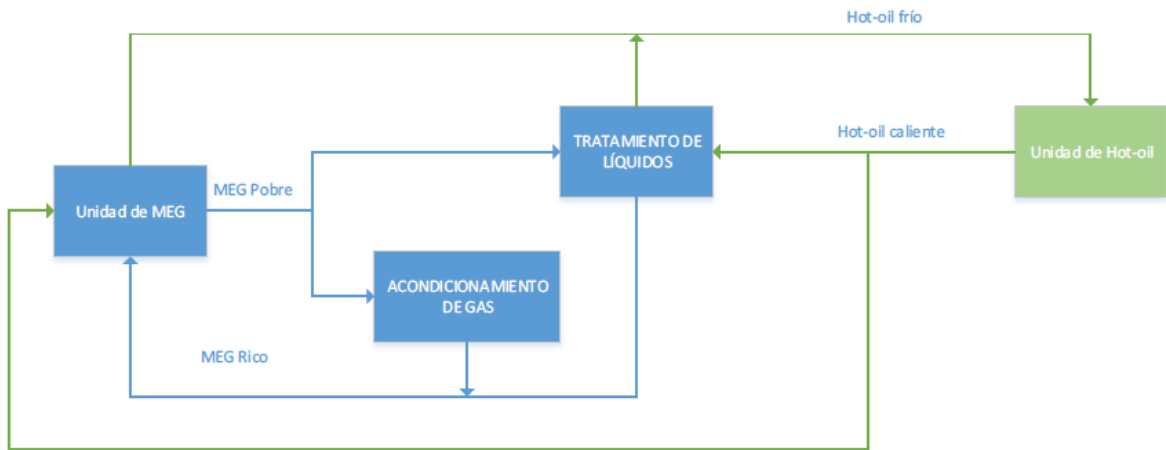 Hot-oil frío
TRATAMIENTO DE
LÍQUIDOS
Hot-oil caliente
Unidad de Hot-oil
MEG Pobre
Unidad de MEG
ACONDICIONAMIENTO
DE GAS
MEG Rico